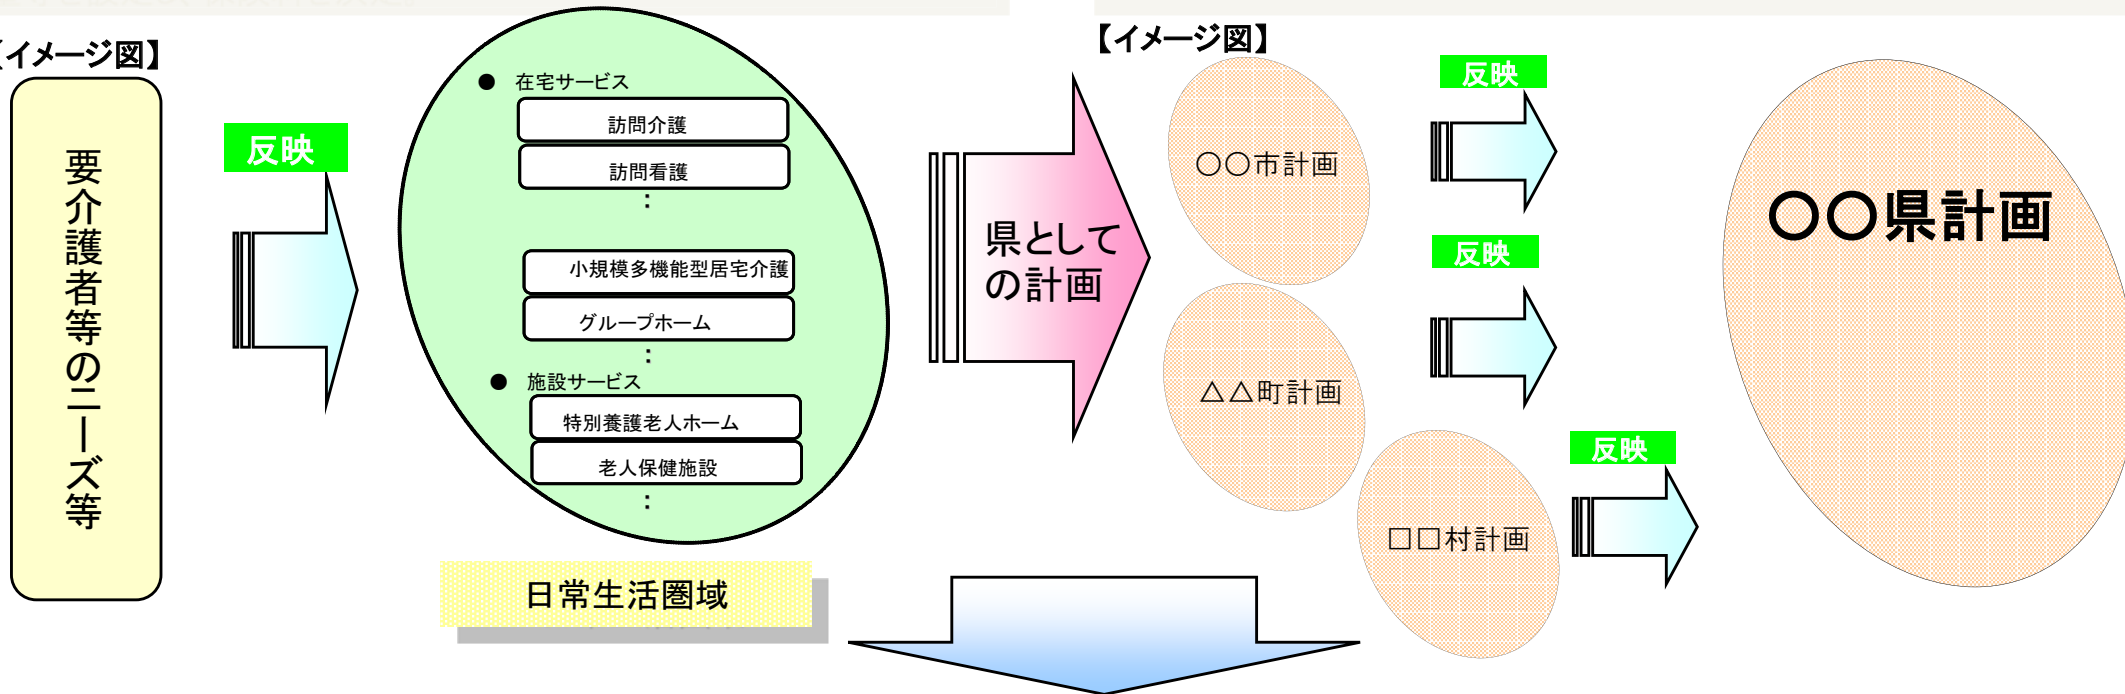 【イメージ図】
要介護者等のニーズ等
反映
● 在宅サービス
訪問介護
訪問看護
：
小規模多機能型居宅介護
グループホーム
：
● 施設サービス
特別養護老人ホーム
老人保健施設
：
日常生活圏域
県として
の計画
【イメージ図】
〇〇市計画
反映
△△町計画
反映
□□村計画
反映
〇〇県計画